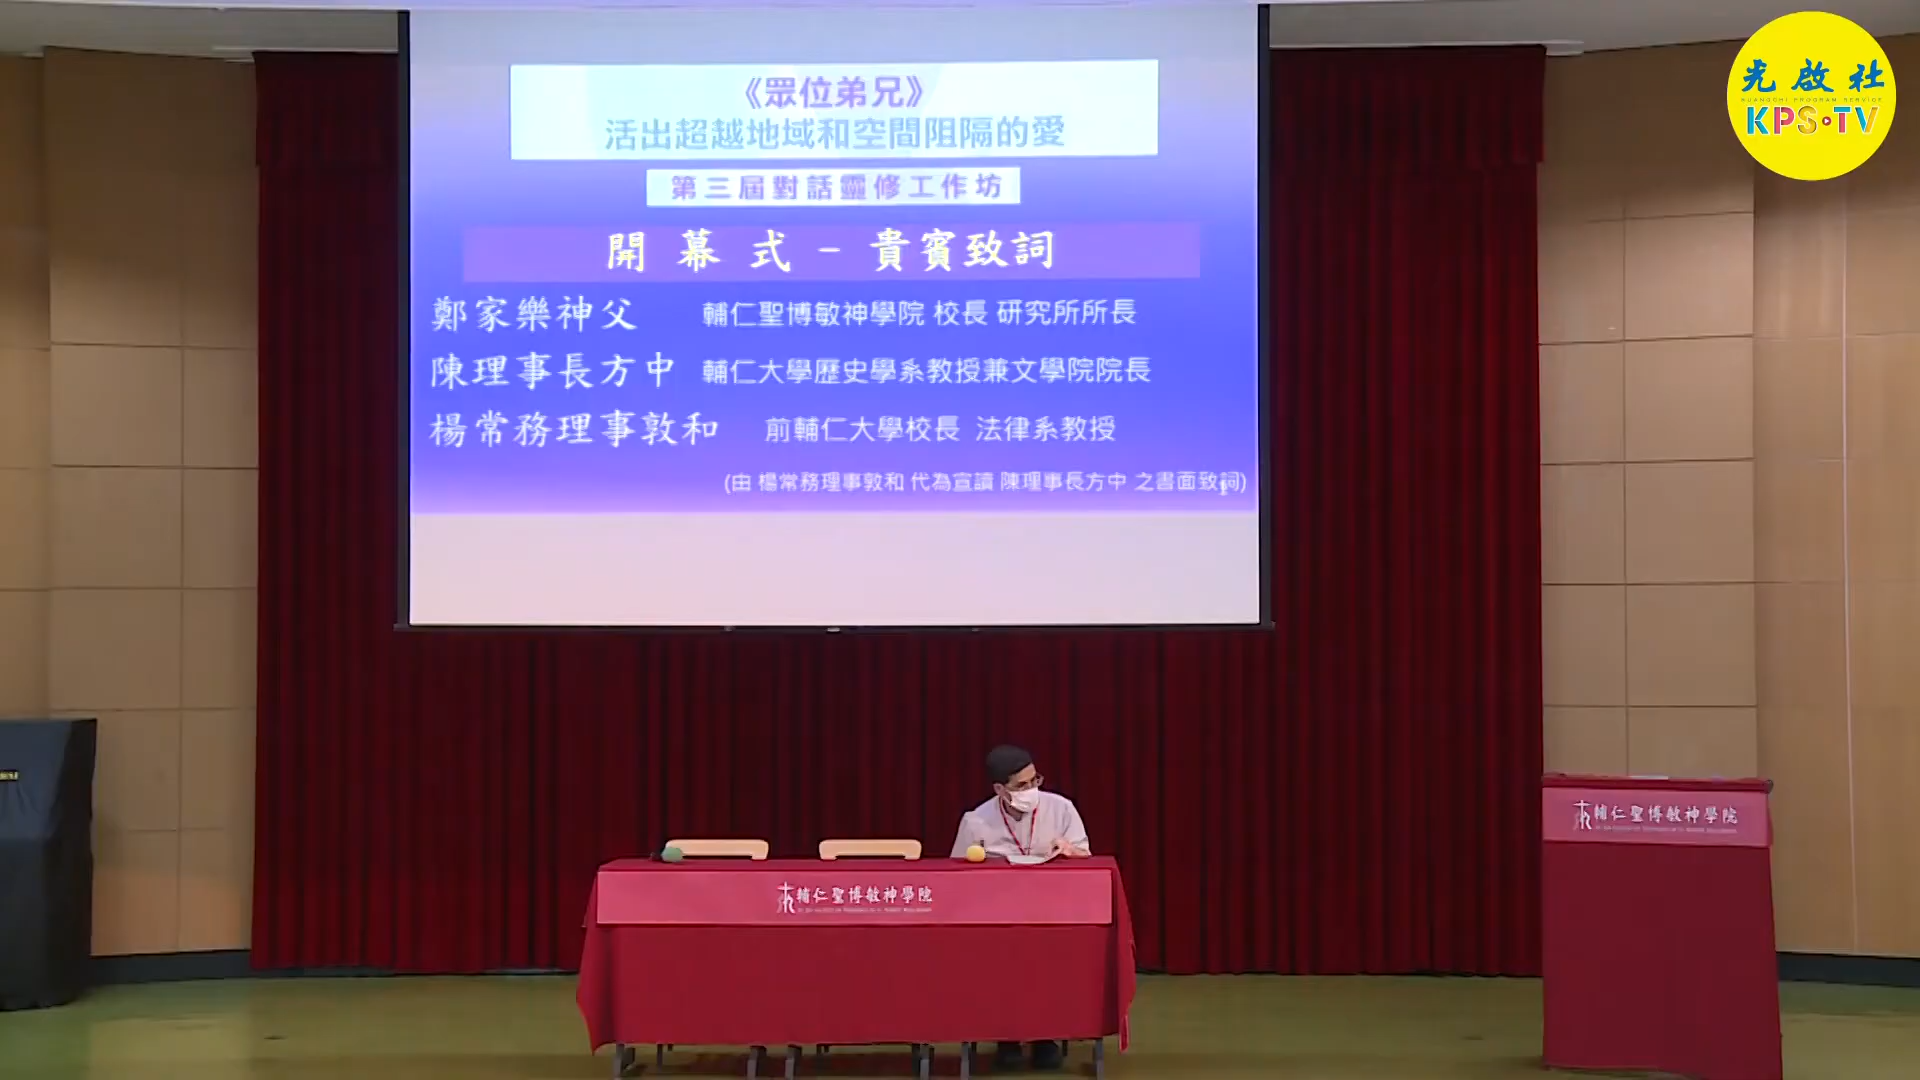 《眾位弟兄》
活出超越地域和空間阻隔的愛
第三屆對話靈修工作坊
開幕式－貴賓致詞
鄭家樂神父 輔仁聖博敏神學院 校長 研究所所長
陳理事長方中 輔仁大學歷史學系教授兼文學院院長
楊常務理事敦和 前輔仁大學校長 法律系教授
(由 楊常務理事敦和 代為宣讀 陳理事長方中 之書面致詞)
光啟社
KUANGCHI PROGRAM SERVICE
KPS TV
輔仁聖博敏神學院
輔仁聖博敏神學院